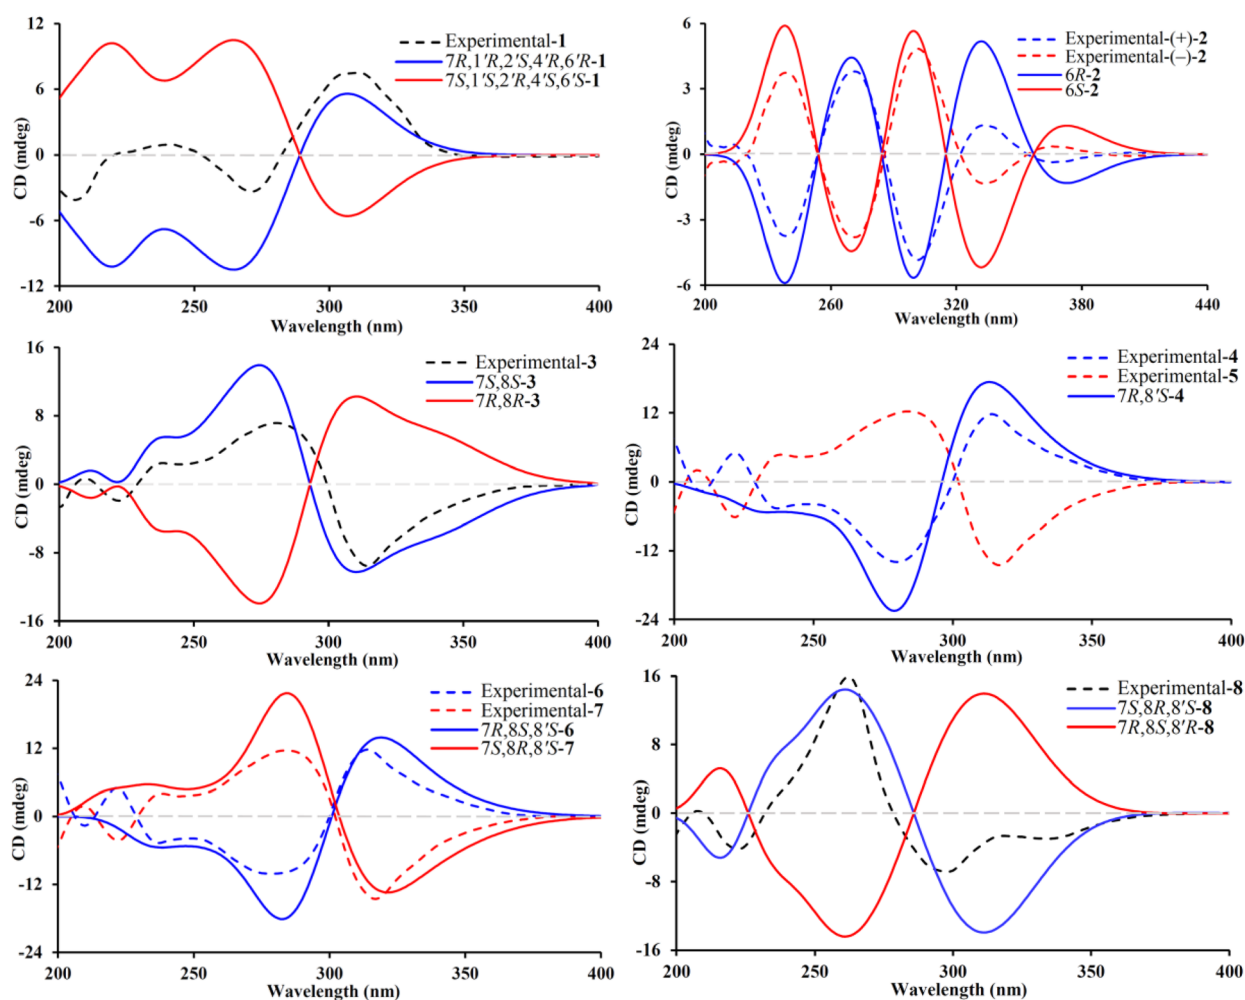 12
6
0
-6
-12
CD (mdeg)
200
250
300
350
400
Wavelength (nm)
Experimental-1
7R,1′R,2′S,4′R,6′R-1
7S,1′S,2′R,4′S,6′S-1
6
3
0
-3
-6
CD (mdeg)
200
260
320
380
440
Wavelength (nm)
Experimental-(+)-2
Experimental-(−)-2
6R-2
6S-2
16
8
0
-8
-16
CD (mdeg)
200
250
300
350
400
Wavelength (nm)
Experimental-3
7S,8S-3
7R,8R-3
24
12
0
-12
-24
CD (mdeg)
200
250
300
350
400
Wavelength (nm)
Experimental-4
Experimental-5
7R,8′S-4
24
12
0
-12
-24
CD (mdeg)
200
250
300
350
400
Wavelength (nm)
Experimental-6
Experimental-7
7R,8S,8′S-6
7S,8R,8′S-7
16
8
0
-8
-16
CD (mdeg)
200
250
300
350
400
Wavelength (nm)
Experimental-8
7S,8R,8′S-8
7R,8S,8′R-8